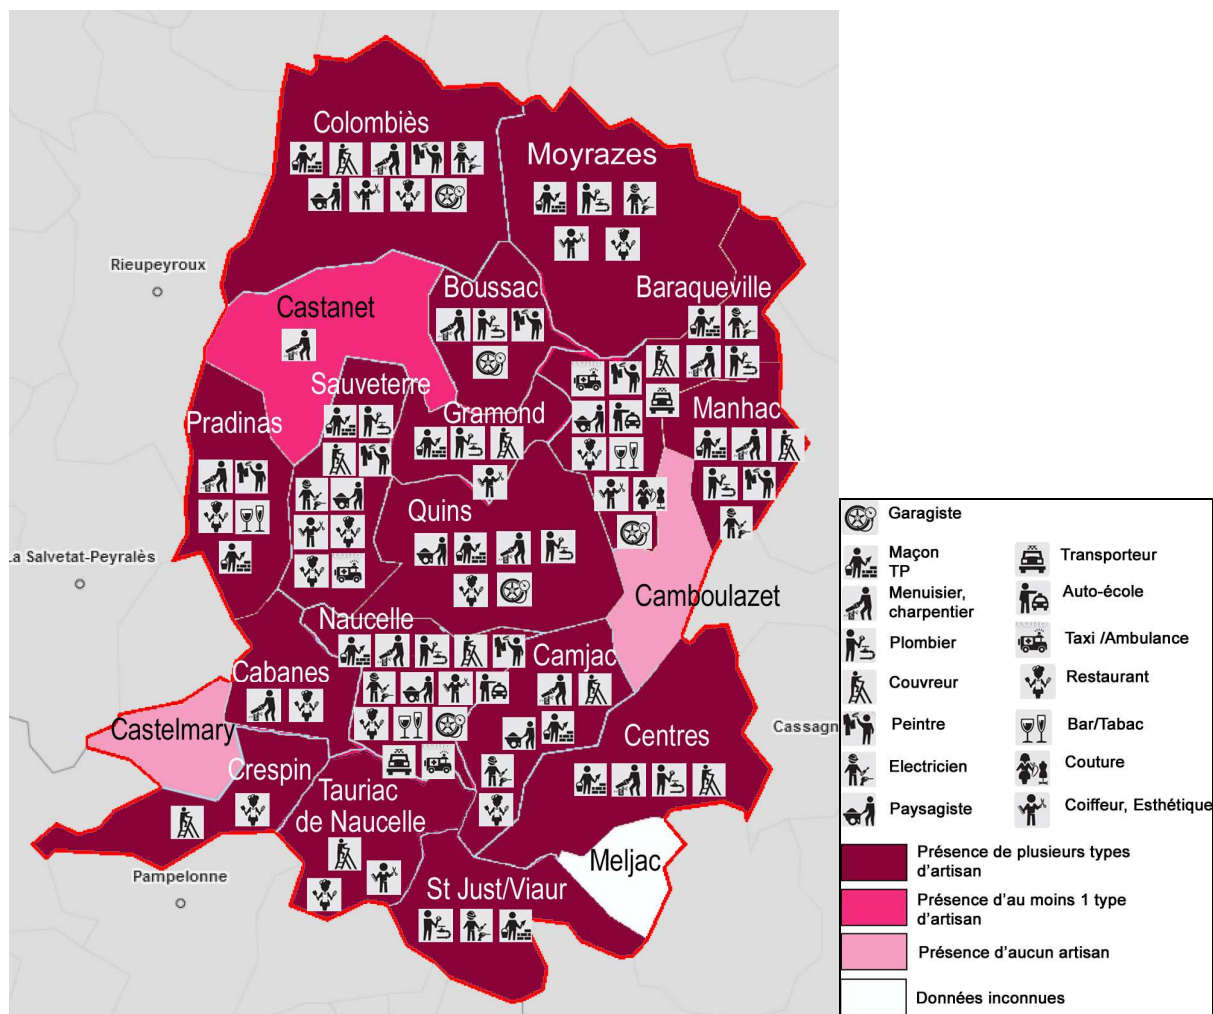 Colombiès
Moyrazes
Rieupeyroux
Castanet
Boussac
Baraqueville
Sauveterre
Pradinas
Gramond
Manhac
Quins
La Salvetat-Peyralès
Camboulazet
Naucelle
Camjac
Cabanes
Castelmary
Centres
Cassagn
Crespin
Tauriac
de Naucelle
Pampelonne
Meljac
St Just/Viaur
Garagiste
Maçon
TP
Menuisier,
charpentier
Plombier
Couvreur
Peintre
Electricien
Paysagiste
Transporteur
Auto-école
Taxi /Ambulance
Restaurant
Bar/Tabac
Couture
Coiffeur, Esthétique
Présence de plusieurs types
d'artisan
Présence d'au moins 1 type
d'artisan
Présence d'aucun artisan
Données inconnues